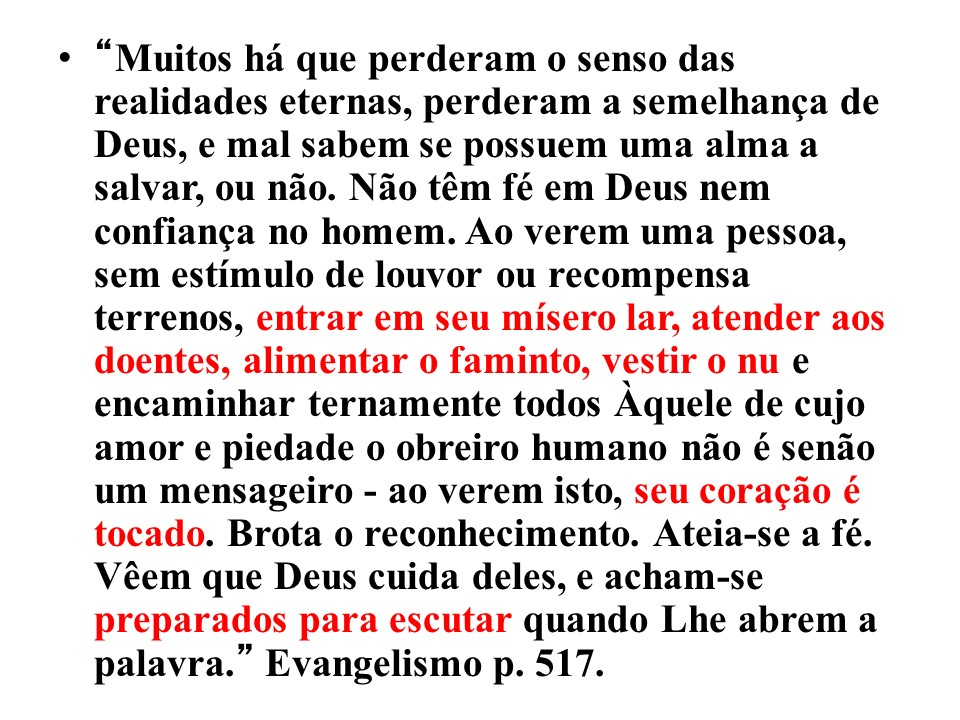 • “Muitos há que perderam o senso das
realidades eternas, perderam a semelhança de
Deus, e mal sabem se possuem uma alma a
salvar, ou não. Não têm fé em Deus nem
confiança no homem. Ao verem uma pessoa,
sem estímulo de louvor ou recompensa
terrenos, entrar em seu mísero lar, atender aos
doentes, alimentar o faminto, vestir o nu e
encaminhar ternamente todos Àquele de cujo
amor e piedade o obreiro humano não é senão
um mensageiro - ao verem isto, seu coração é
tocado. Brota o reconhecimento. Ateia-se a fé.
Vêem que Deus cuida deles, e acham-se
preparados para escutar quando Lhe abrem a
palavra.” Evangelismo p. 517.